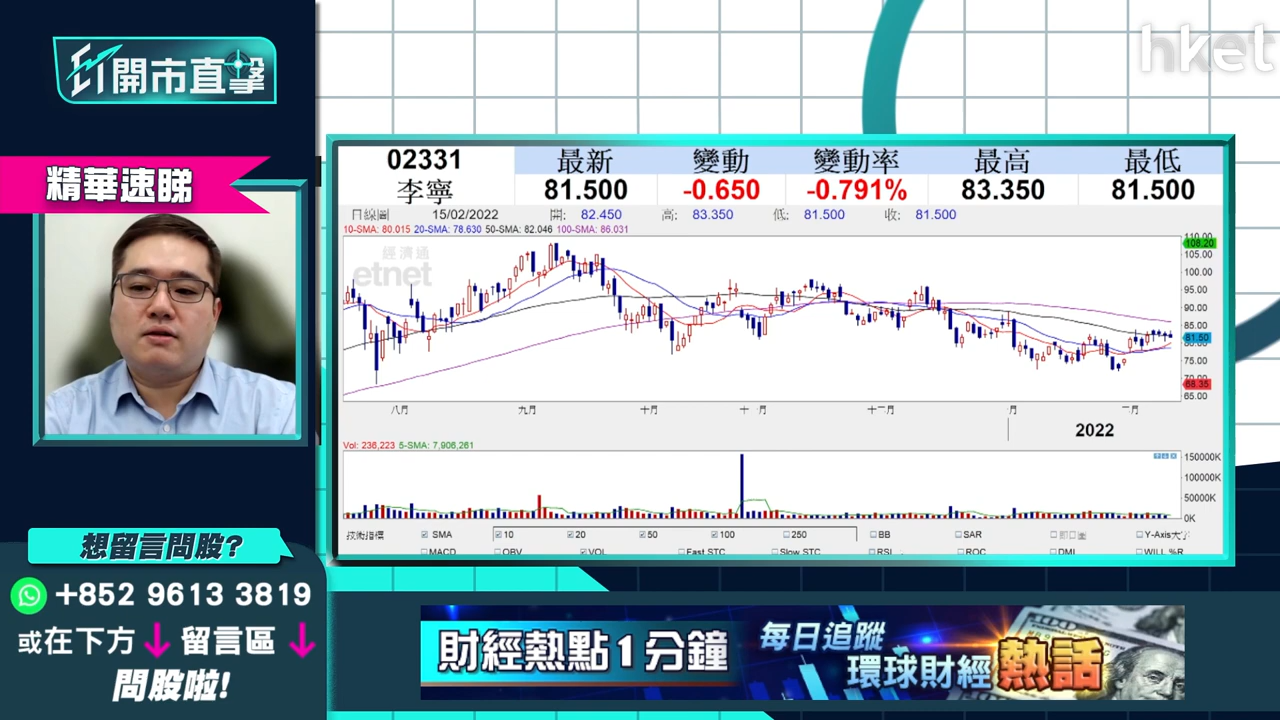 開市直擊
hket
精華速睇
02331
李寧
最新
81.500
變動
-0.650
變動率
-0.791%
最高
83.350
最低
81.500
日線圖 15/02/2022 開: 82.450 高: 83.350 低: 81.500 收: 81.500
10-SMA: 80.015 20-SMA: 78.630 50-SMA: 82.046 100-SMA: 86.031
經濟通
etnet
110.00
108.20
105.00
100.00
95.00
90.00
85.00
81.50
80.00
75.00
70.00
68.35
65.00
八月 九月 十月 十一月 十二月 一月 二月
2022
Vol: 236,223 5-SMA: 7,906,261
150000K
100000K
50000K
0K
技術指標 SMA 10 20 50 100 250 BB SAR 即日圖 Y-Axis大字
MACD OBV VOL Fast STC Slow STC RSI ROC DMI WILL %R
想留言問股?
+852 9613 3819
或在下方 留言區
問股啦!
財經熱點1分鐘
每日追蹤
環球財經熱話